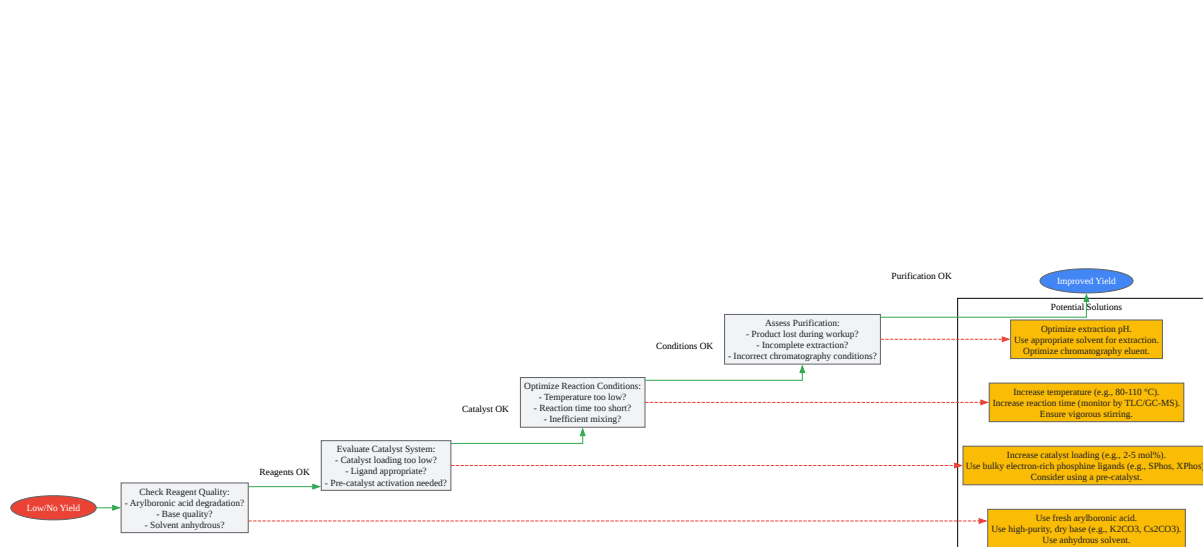 Purification OK
Improved Yield
Potential Solutions
Assess Purification:
- Product lost during workup?
- Incomplete extraction?
- Incorrect chromatography conditions?
Optimize extraction pH.
Use appropriate solvent for extraction.
Optimize chromatography eluent.
Conditions OK
Optimize Reaction Conditions:
- Temperature too low?
- Reaction time too short?
- Inefficient mixing?
Increase temperature (e.g., 80-110 °C).
Increase reaction time (monitor by TLC/GC-MS).
Ensure vigorous stirring.
Catalyst OK
Evaluate Catalyst System:
- Catalyst loading too low?
- Ligand appropriate?
- Pre-catalyst activation needed?
Increase catalyst loading (e.g., 2-5 mol%).
Use bulky electron-rich phosphine ligands (e.g., SPhos, XPhos)
Consider using a pre-catalyst.
Reagents OK
Low/No Yield
Check Reagent Quality:
- Arylboronic acid degradation?
- Base quality?
- Solvent anhydrous?
Use fresh arylboronic acid.
Use high-purity, dry base (e.g., K2CO3, Cs2CO3).
Use anhydrous solvent.